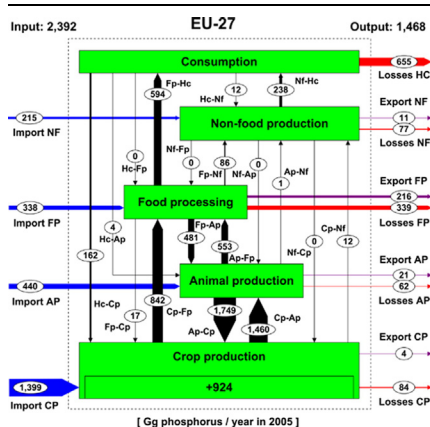 Input: 2,392 EU-27 Output: 1,468
Consumption
655
Losses HC
594
Fp-Hc
12
Hc-Nf
Nf-Hc
238
Export NF
11
215
Import NF
Non-food production
77
Losses NF
0
Hc-Fp
Nf-Fp
0
Fp-Nf
86
Nf-Ap
0
Ap-Nf
1
Export FP
216
Food processing
338
Import FP
339
Losses FP
4
Hc-Ap
Fp-Ap
481
553
Ap-Fp
Nf-Cp
0
Cp-Nf
12
162
Export AP
21
440
Import AP
Animal production
62
Losses AP
Hc-Cp
17
Fp-Cp
842
Cp-Fp
1,749
Ap-Cp
1,460
Cp-Ap
Export CP
4
Crop production
+924
1,399
Import CP
84
Losses CP
[ Gg phosphorus / year in 2005 ]